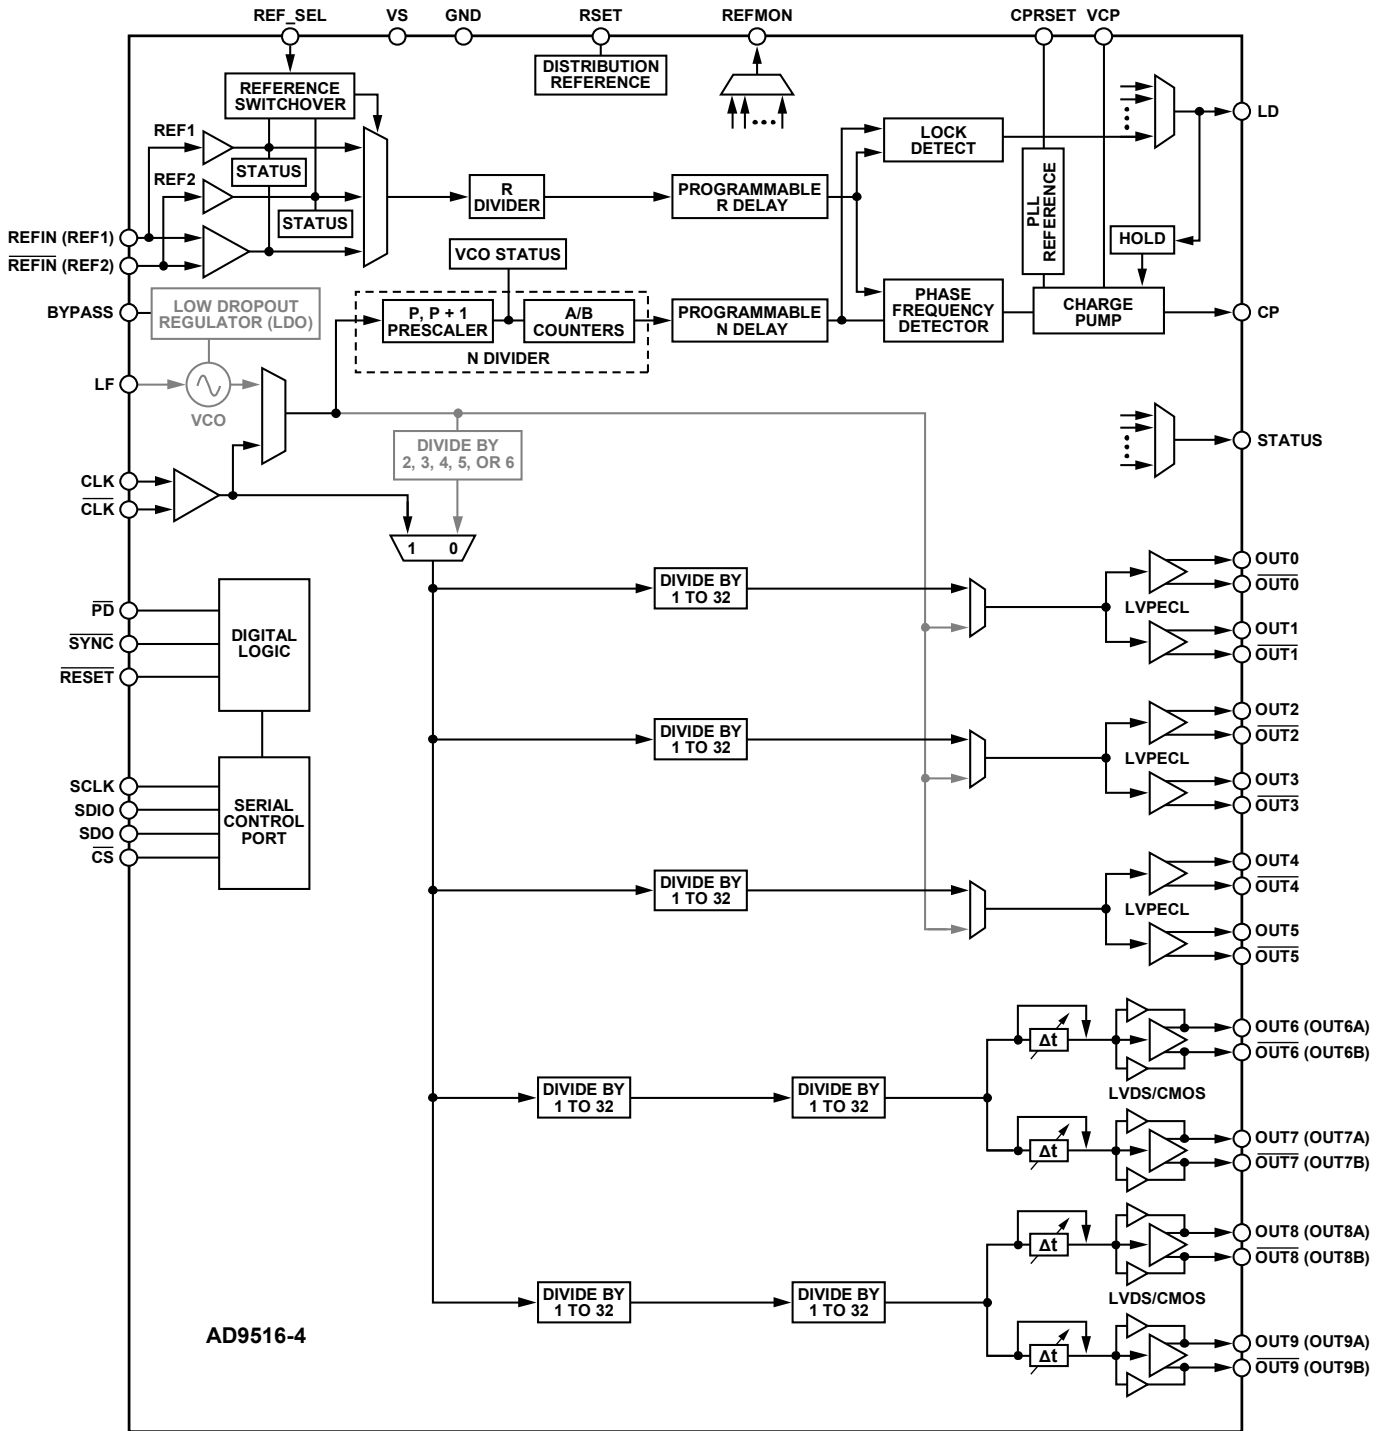 REF_SEL
VS
GND
RSET
REFMON
CPRSET
VCP
DISTRIBUTION
REFERENCE
REFERENCE
SWITCHOVER
REF1
STATUS
REF2
STATUS
REFIN (REF1)
REFIN (REF2)
R
DIVIDER
PROGRAMMABLE
R DELAY
LOCK
DETECT
LD
PLL
REFERENCE
HOLD
VCO STATUS
BYPASS
LOW DROPOUT
REGULATOR (LDO)
P, P + 1
PRESCALER
A/B
COUNTERS
N DIVIDER
PROGRAMMABLE
N DELAY
PHASE
FREQUENCY
DETECTOR
CHARGE
PUMP
CP
LF
VCO
DIVIDE BY
2, 3, 4, 5, OR 6
STATUS
CLK
CLK
1 0
DIVIDE BY
1 TO 32
LVPECL
OUT0
OUT0
OUT1
OUT1
PD
SYNC
RESET
DIGITAL
LOGIC
DIVIDE BY
1 TO 32
LVPECL
OUT2
OUT2
OUT3
OUT3
SCLK
SDIO
SDO
CS
SERIAL
CONTROL
PORT
DIVIDE BY
1 TO 32
LVPECL
OUT4
OUT4
OUT5
OUT5
DIVIDE BY
1 TO 32
DIVIDE BY
1 TO 32
Δt
Δt
LVDS/CMOS
OUT6 (OUT6A)
OUT6 (OUT6B)
OUT7 (OUT7A)
OUT7 (OUT7B)
DIVIDE BY
1 TO 32
DIVIDE BY
1 TO 32
Δt
Δt
LVDS/CMOS
OUT8 (OUT8A)
OUT8 (OUT8B)
OUT9 (OUT9A)
OUT9 (OUT9B)
AD9516-4